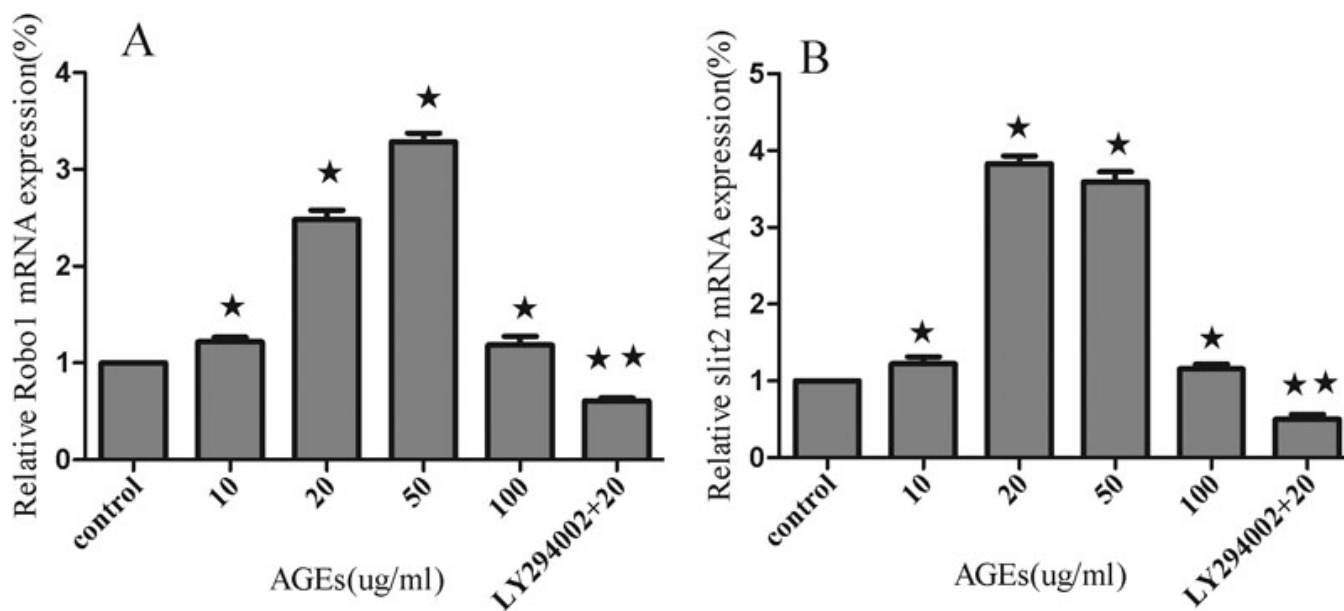 A
Relative Robo1 mRNA expression(%)
4
3
2
1
0
★
★
★
★
★ ★
control
10
20
50
100
LY294002+20
AGEs(ug/ml)
B
Relative slit2 mRNA expression(%)
5
4
3
2
1
0
★
★
★
★
★ ★
control
10
20
50
100
LY294002+20
AGEs(ug/ml)